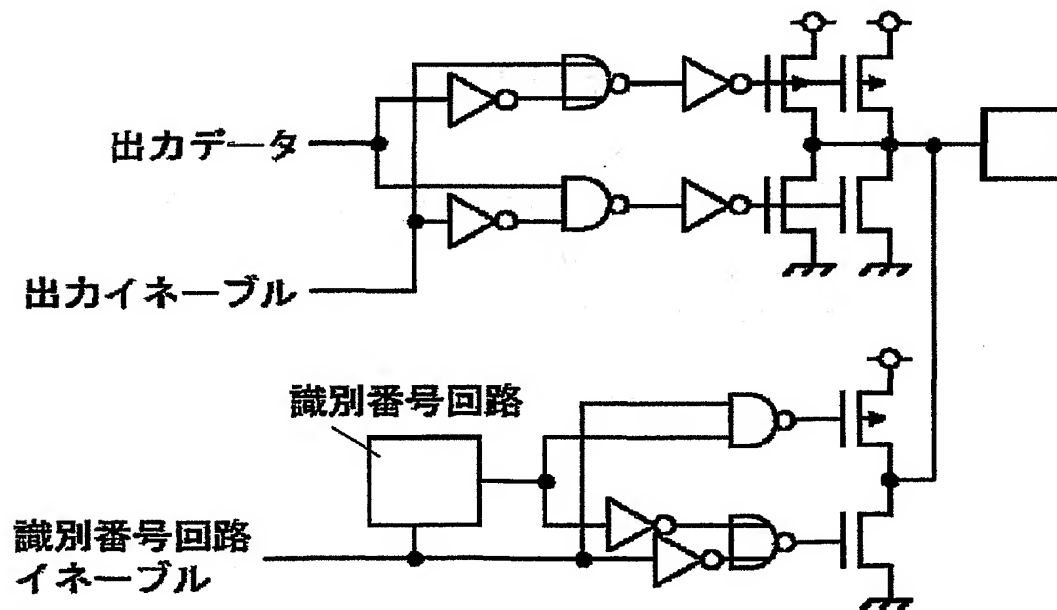 出力データ
出力イネーブル
識別番号回路
識別番号回路
イネーブル